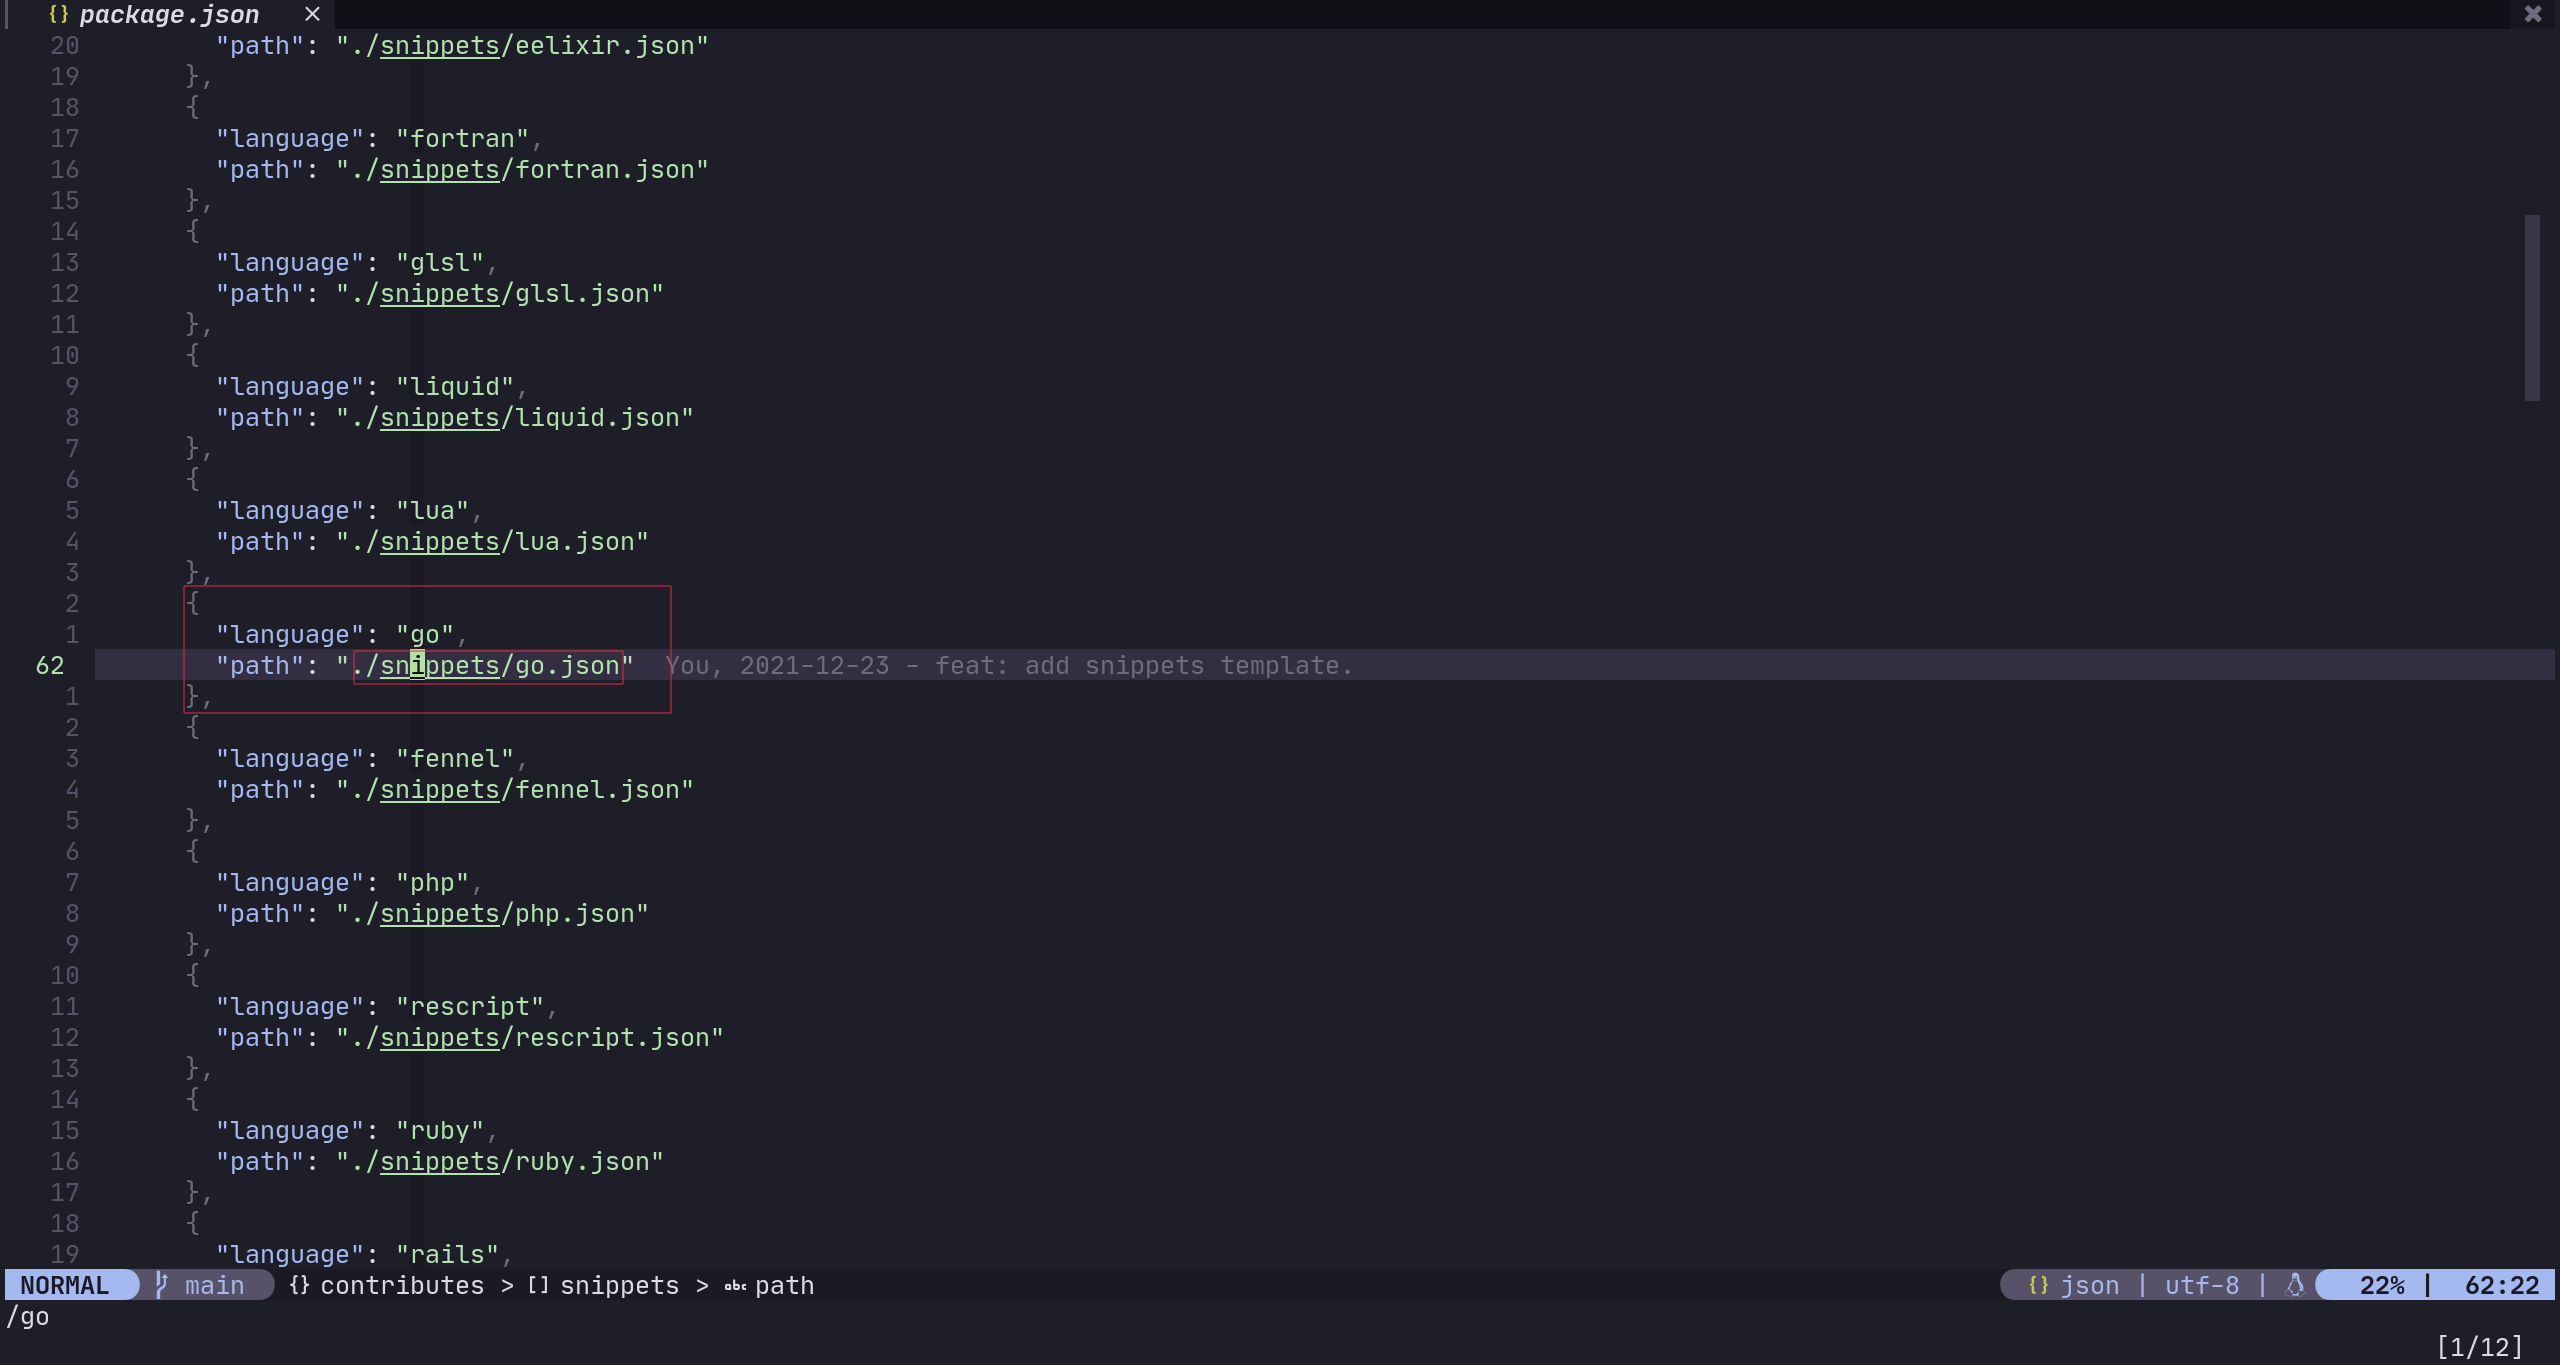 {} package.json ✕ ✖
20 "path": "./snippets/eelixir.json"
19 },
18 {
17 "language": "fortran",
16 "path": "./snippets/fortran.json"
15 },
14 {
13 "language": "glsl",
12 "path": "./snippets/glsl.json"
11 },
10 {
9 "language": "liquid",
8 "path": "./snippets/liquid.json"
7 },
6 {
5 "language": "lua",
4 "path": "./snippets/lua.json"
3 },
2 {
1 "language": "go",
62 "path": "./snippets/go.json" You, 2021-12-23 - feat: add snippets template.
1 },
2 {
3 "language": "fennel",
4 "path": "./snippets/fennel.json"
5 },
6 {
7 "language": "php",
8 "path": "./snippets/php.json"
9 },
10 {
11 "language": "rescript",
12 "path": "./snippets/rescript.json"
13 },
14 {
15 "language": "ruby",
16 "path": "./snippets/ruby.json"
17 },
18 {
19 "language": "rails",
NORMAL main {} contributes > [] snippets > abc path {} json | utf-8 | 22% | 62:22
/go
[1/12]